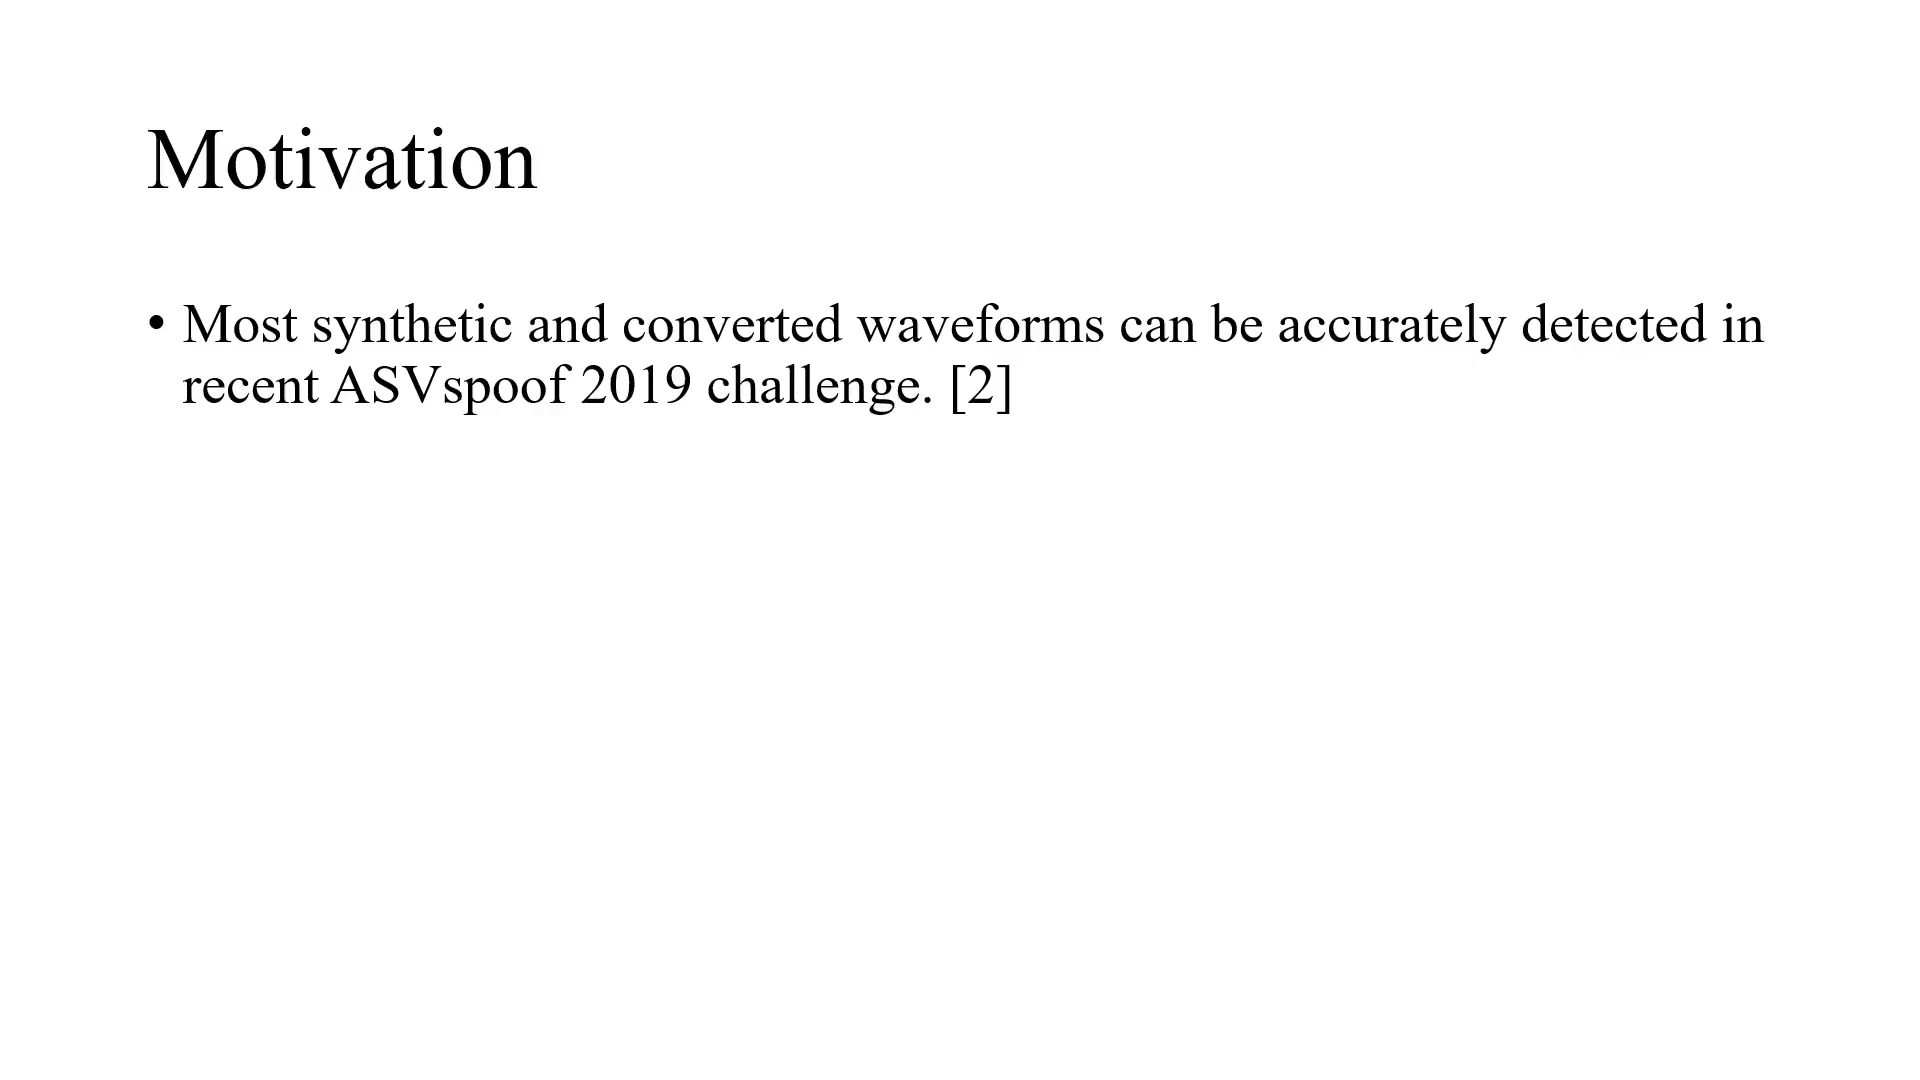 Motivation
• Most synthetic and converted waveforms can be accurately detected in
recent ASVspoof 2019 challenge. [2]